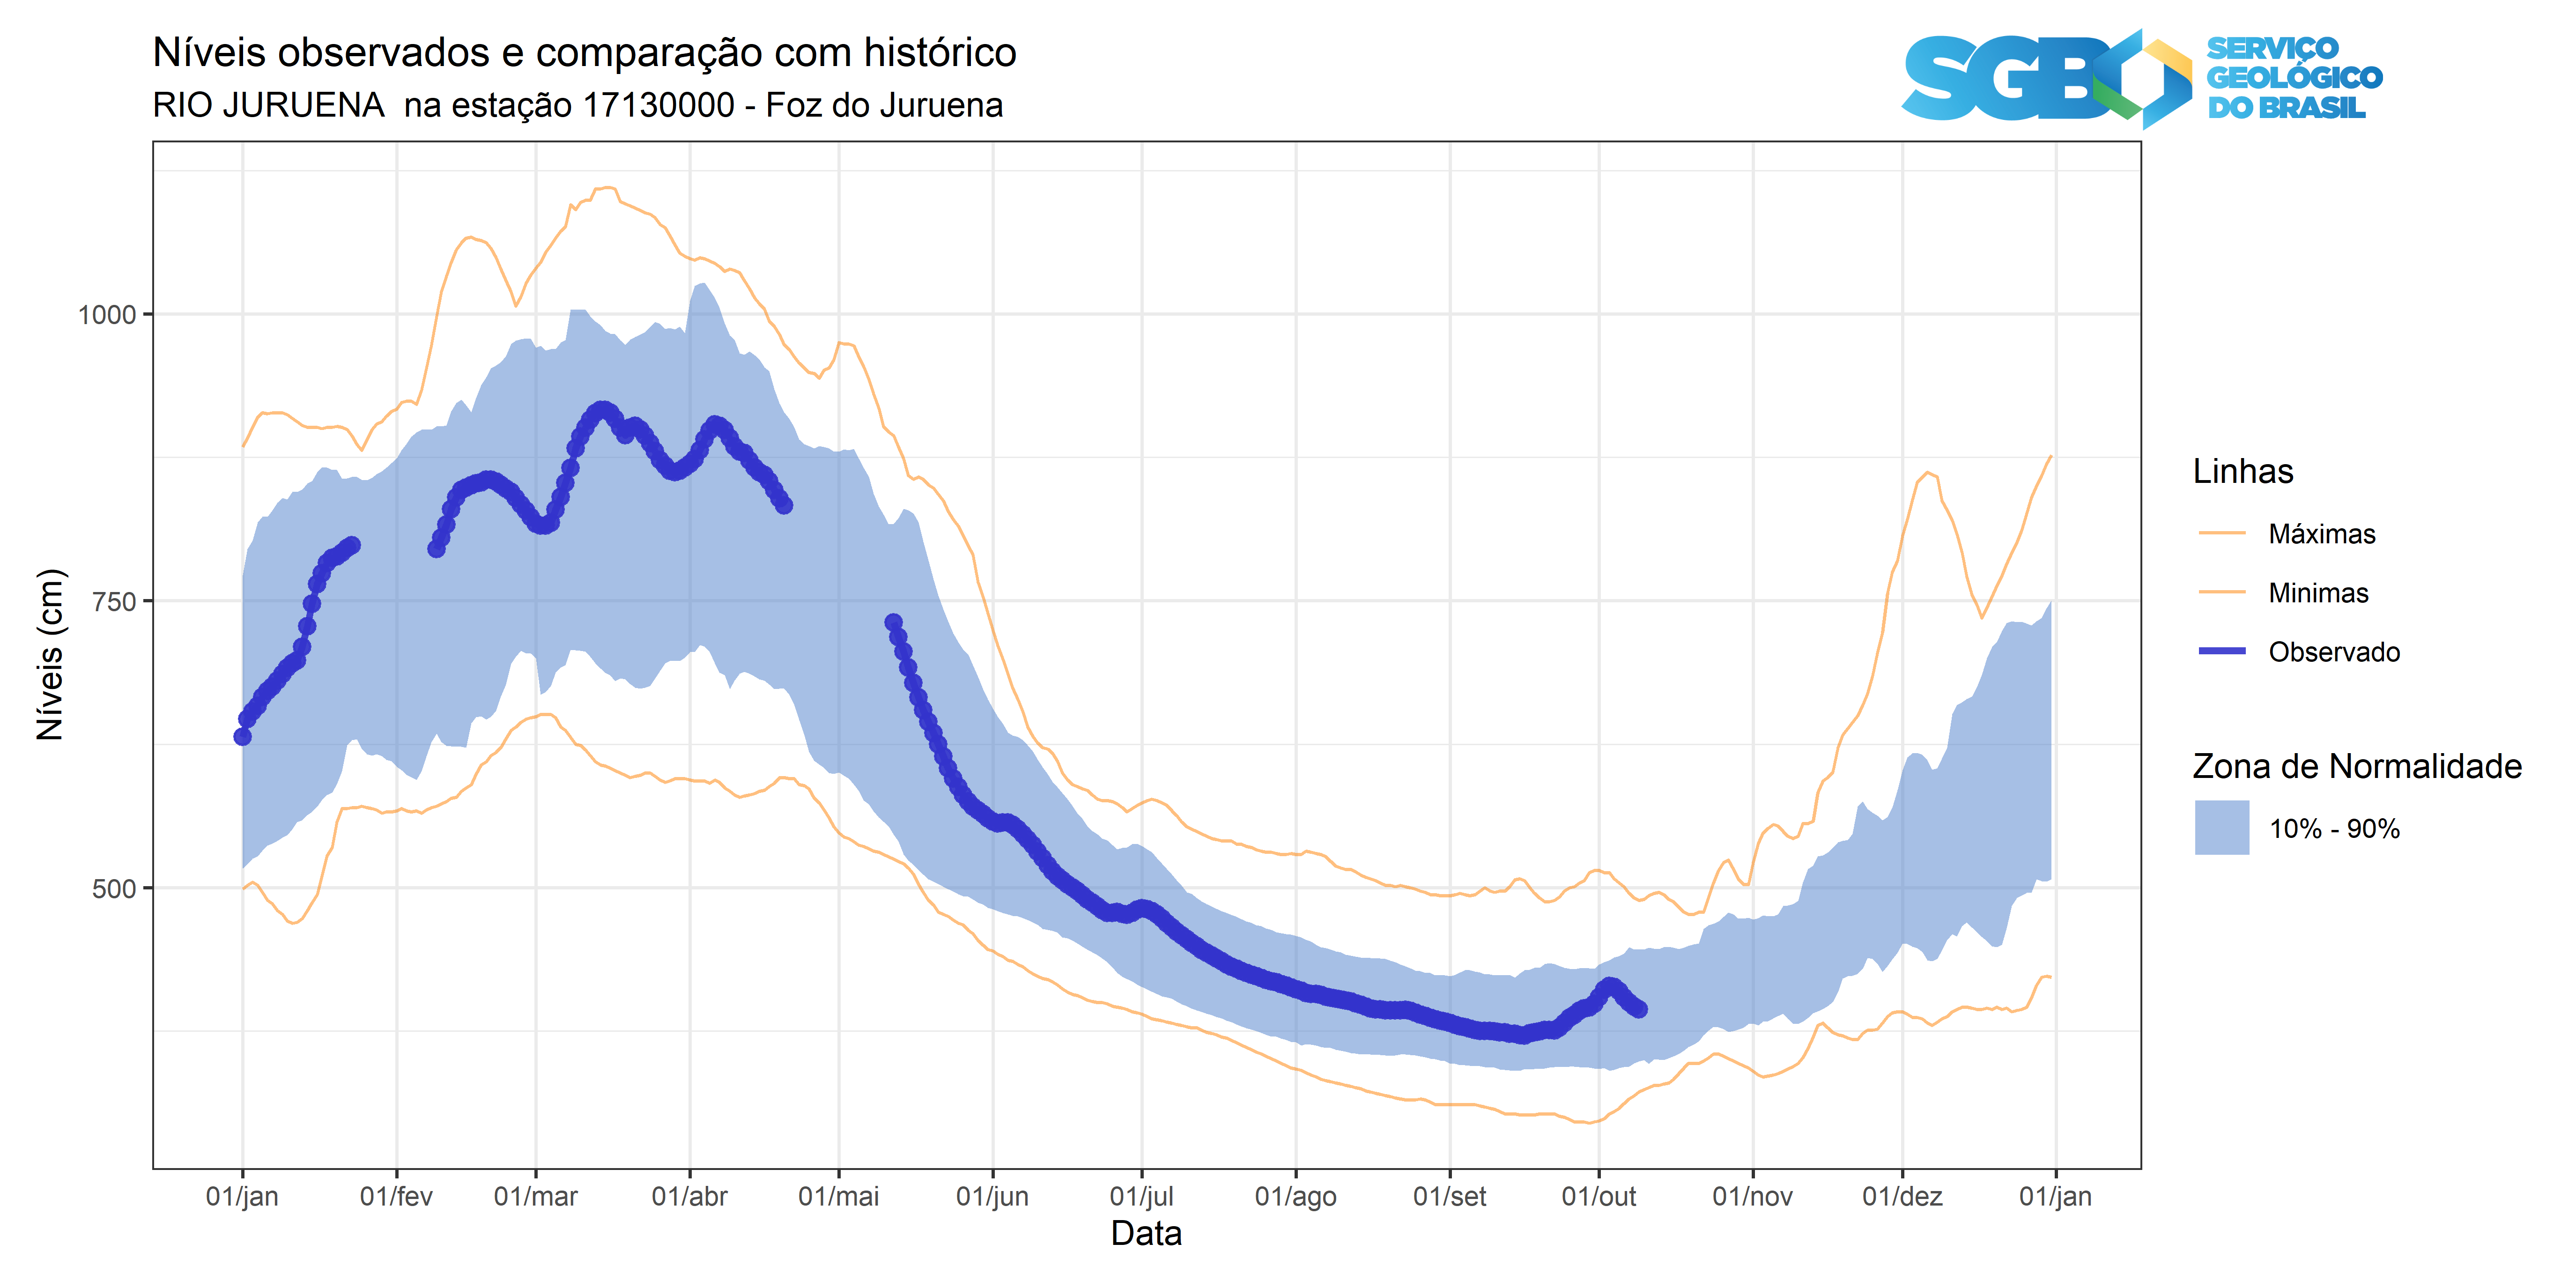 Níveis observados e comparação com histórico
RIO JURUENA  na estação 17130000 - Foz do Juruena
SGB
SERVIÇO
GEOLÓGICO
DO BRASIL
Níveis (cm)
1000
750
500
01/jan
01/fev
01/mar
01/abr
01/mai
01/jun
01/jul
01/ago
01/set
01/out
01/nov
01/dez
01/jan
Data
Linhas
Máximas
Minimas
Observado
Zona de Normalidade
10% - 90%